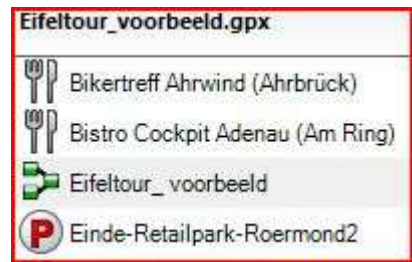 Eifeltour_voorbeeld.gpx
Bikertreff Ahrwind (Ahrbrück)
Bistro Cockpit Adenau (Am Ring)
Eifeltour_ voorbeeld
P Einde-Retailpark-Roermond2